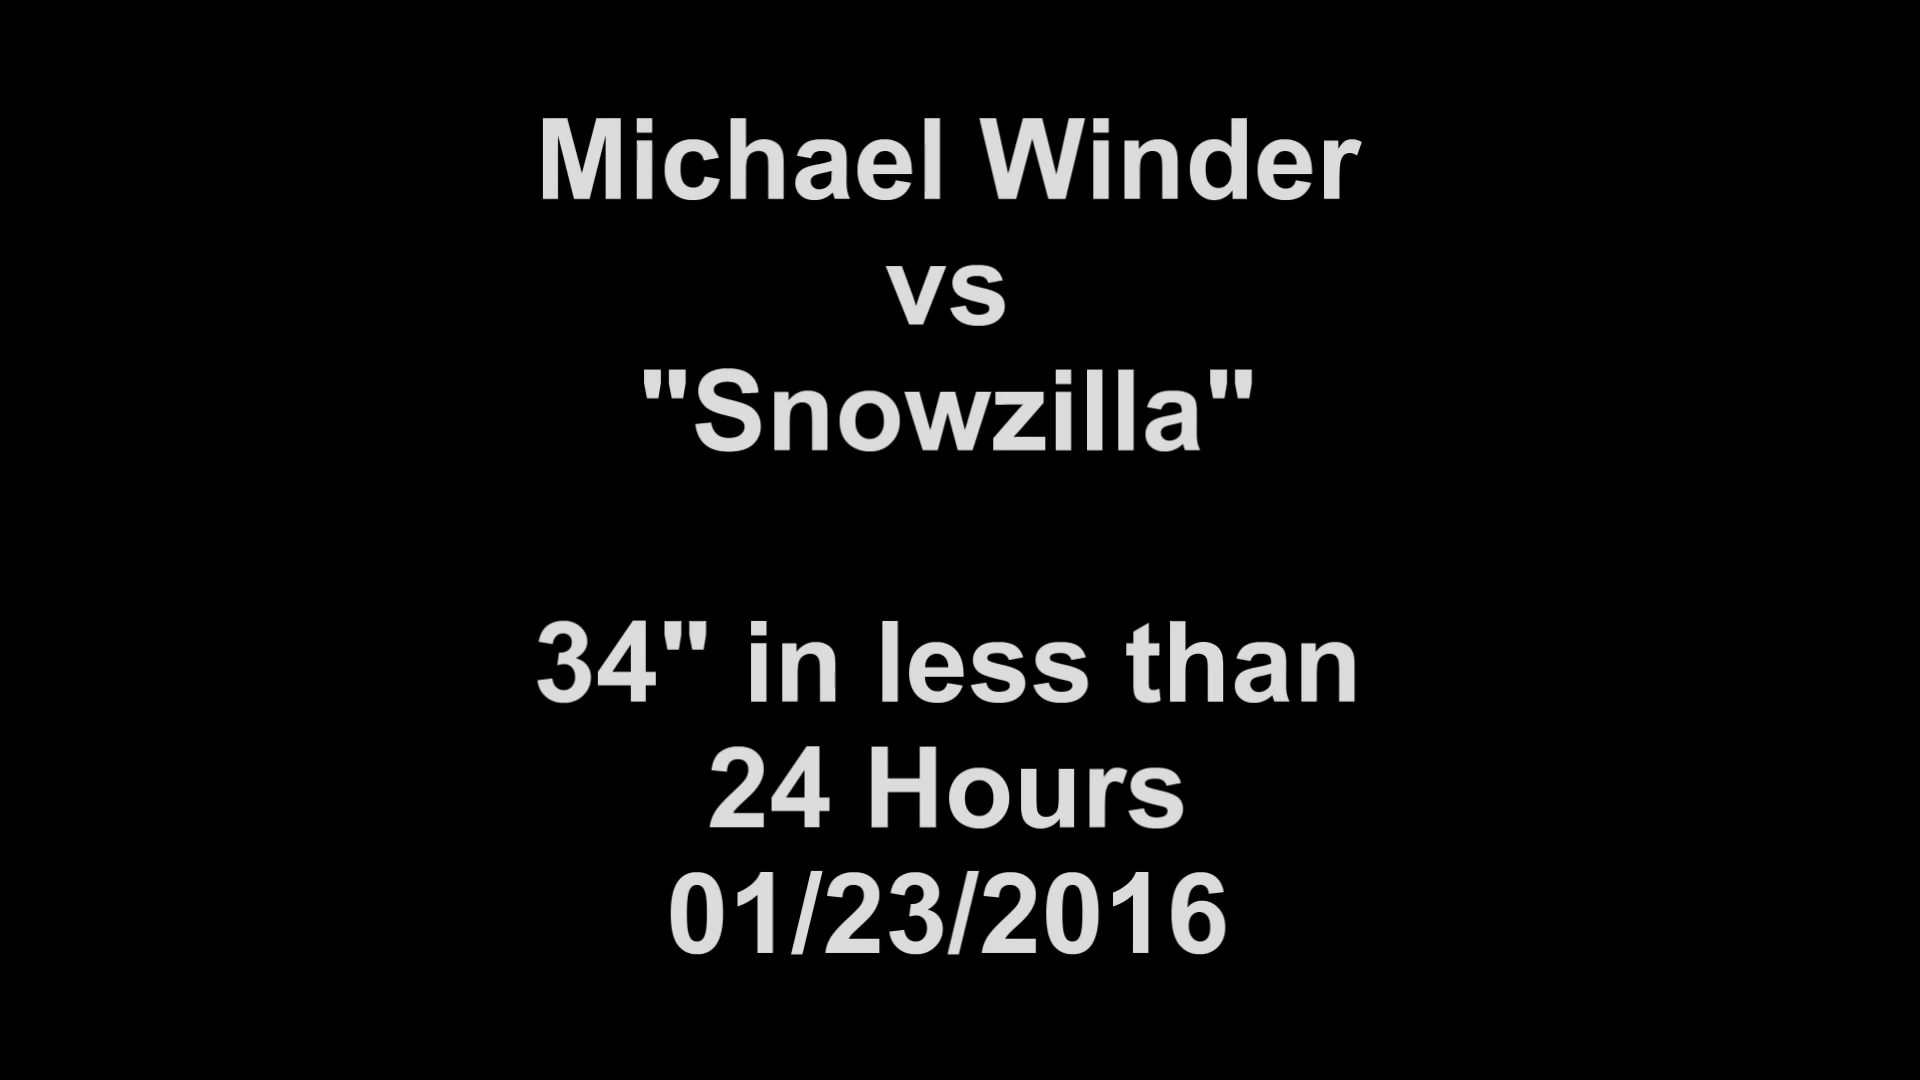 Michael Winder
vs
"Snowzilla"
34" in less than
24 Hours
01/23/2016